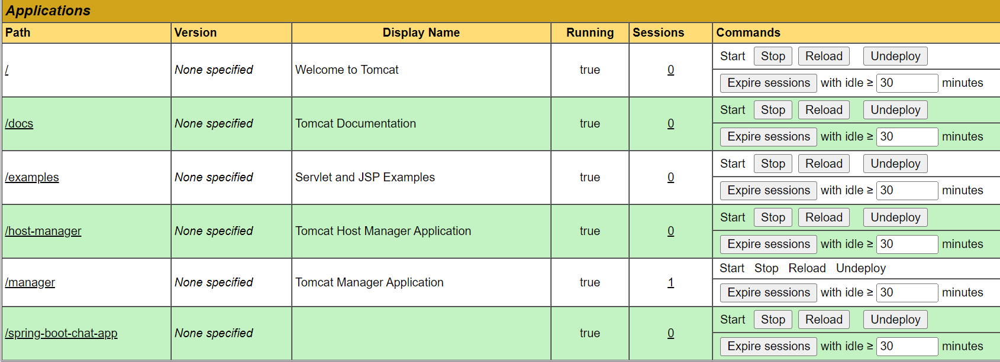 Applications
Path Version Display Name Running Sessions Commands
/ None specified Welcome to Tomcat true 0 Start Stop Reload Undeploy
Expire sessions with idle ≥ 30 minutes
/docs None specified Tomcat Documentation true 0 Start Stop Reload Undeploy
Expire sessions with idle ≥ 30 minutes
/examples None specified Servlet and JSP Examples true 0 Start Stop Reload Undeploy
Expire sessions with idle ≥ 30 minutes
/host-manager None specified Tomcat Host Manager Application true 0 Start Stop Reload Undeploy
Expire sessions with idle ≥ 30 minutes
/manager None specified Tomcat Manager Application true 1 Start Stop Reload Undeploy
Expire sessions with idle ≥ 30 minutes
/spring-boot-chat-app None specified true 0 Start Stop Reload Undeploy
Expire sessions with idle ≥ 30 minutes